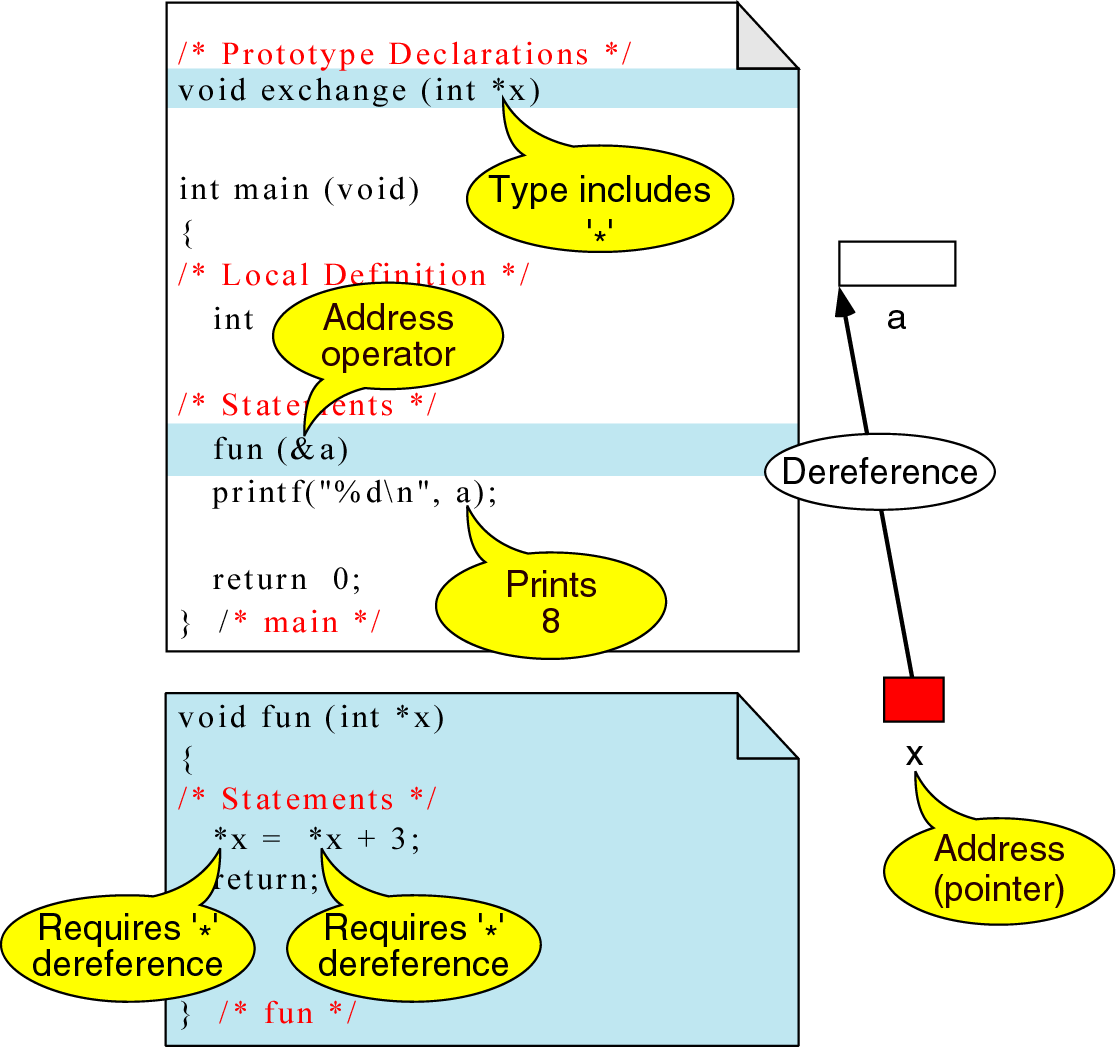 /* Prototype Declarations */
void exchange (int *x)
Type includes
'*'
int main (void)
{
/* Local Definition */
int
Address
operator
/* Statements */
fun (&a)
printf("%d\n", a);
Prints
8
return 0;
} /* main */
a
Dereference
x
Address
(pointer)
void fun (int *x)
{
/* Statements */
*x = *x + 3;
return;
Requires '*'
dereference
Requires '*'
dereference
} /* fun */